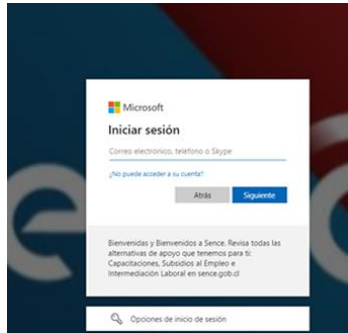 Microsoft
Iniciar sesión
Correo electrónico, teléfono o Skype
¿No puede acceder a su cuenta?
Atrás
Siguiente
Bienvenidas y Bienvenidos a Sence. Revisa todas las
alternativas de apoyo que tenemos para ti:
Capacitaciones, Subsidios al Empleo e
Intermediación Laboral en sence.gob.cl
Opciones de inicio de sesión